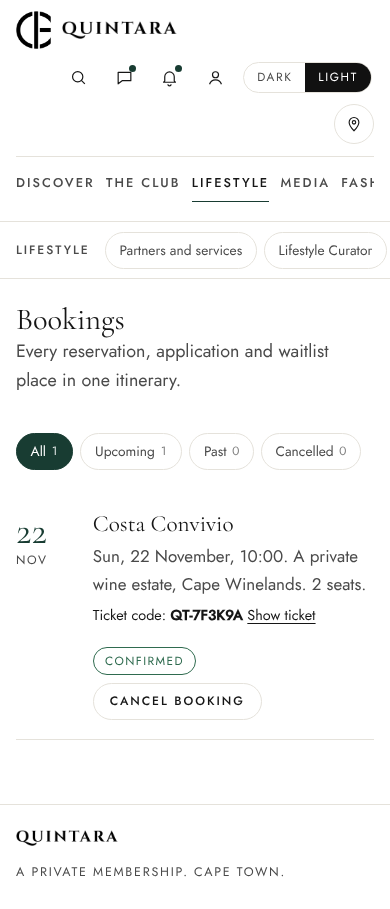 QUINTARA
DARK LIGHT
DISCOVER THE CLUB LIFESTYLE MEDIA FASH
LIFESTYLE Partners and services Lifestyle Curator
Bookings
Every reservation, application and waitlist
place in one itinerary.
All 1 Upcoming 1 Past 0 Cancelled 0
22
NOV
Costa Convivio
Sun, 22 November, 10:00. A private
wine estate, Cape Winelands. 2 seats.
Ticket code: QT-7F3K9A Show ticket
CONFIRMED
CANCEL BOOKING
QUINTARA
A PRIVATE MEMBERSHIP. CAPE TOWN.